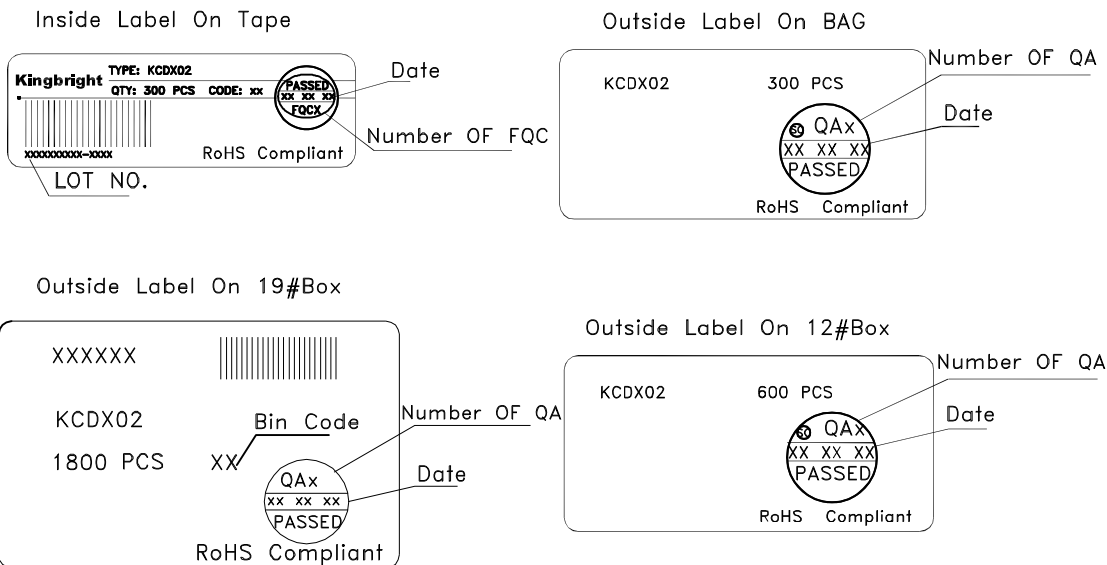 Inside Label On Tape
Kingbright
TYPE: KCDX02
QTY: 300 PCS CODE: xx
PASSED
xx xx xx
FQCX
Date
Number OF FQC
xxxxxxxxxx-xxxx
RoHS Compliant
LOT NO.
Outside Label On BAG
KCDX02 300 PCS
Number OF QA
QAx
Date
XX XX XX
PASSED
RoHS Compliant
Outside Label On 19#Box
XXXXXX
KCDX02
Bin Code
Number OF QA
1800 PCS XX
QAx
Date
xx xx xx
PASSED
RoHS Compliant
Outside Label On 12#Box
KCDX02 600 PCS
Number OF QA
QAx
Date
XX XX XX
PASSED
RoHS Compliant